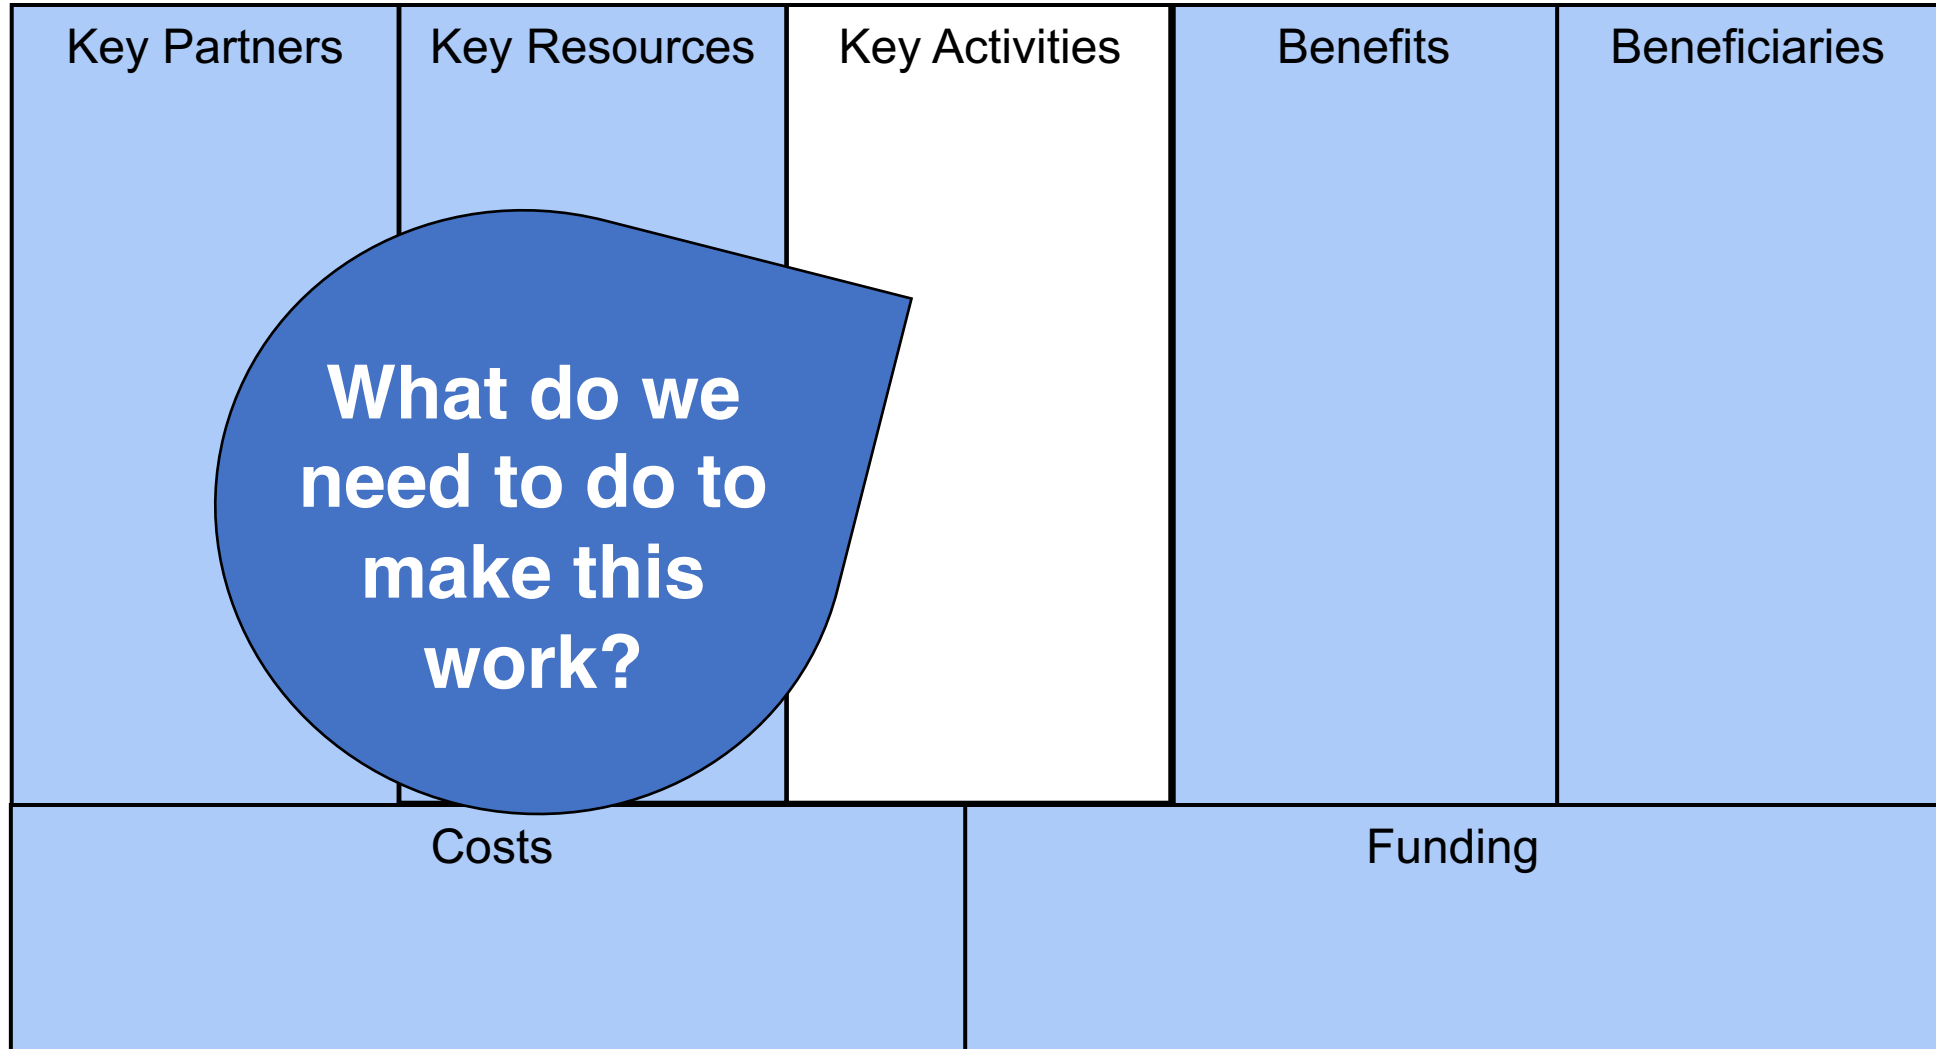 Key Partners
Key Resources
Key Activities
Benefits
Beneficiaries
What do we
need to do to
make this
work?
Costs
Funding